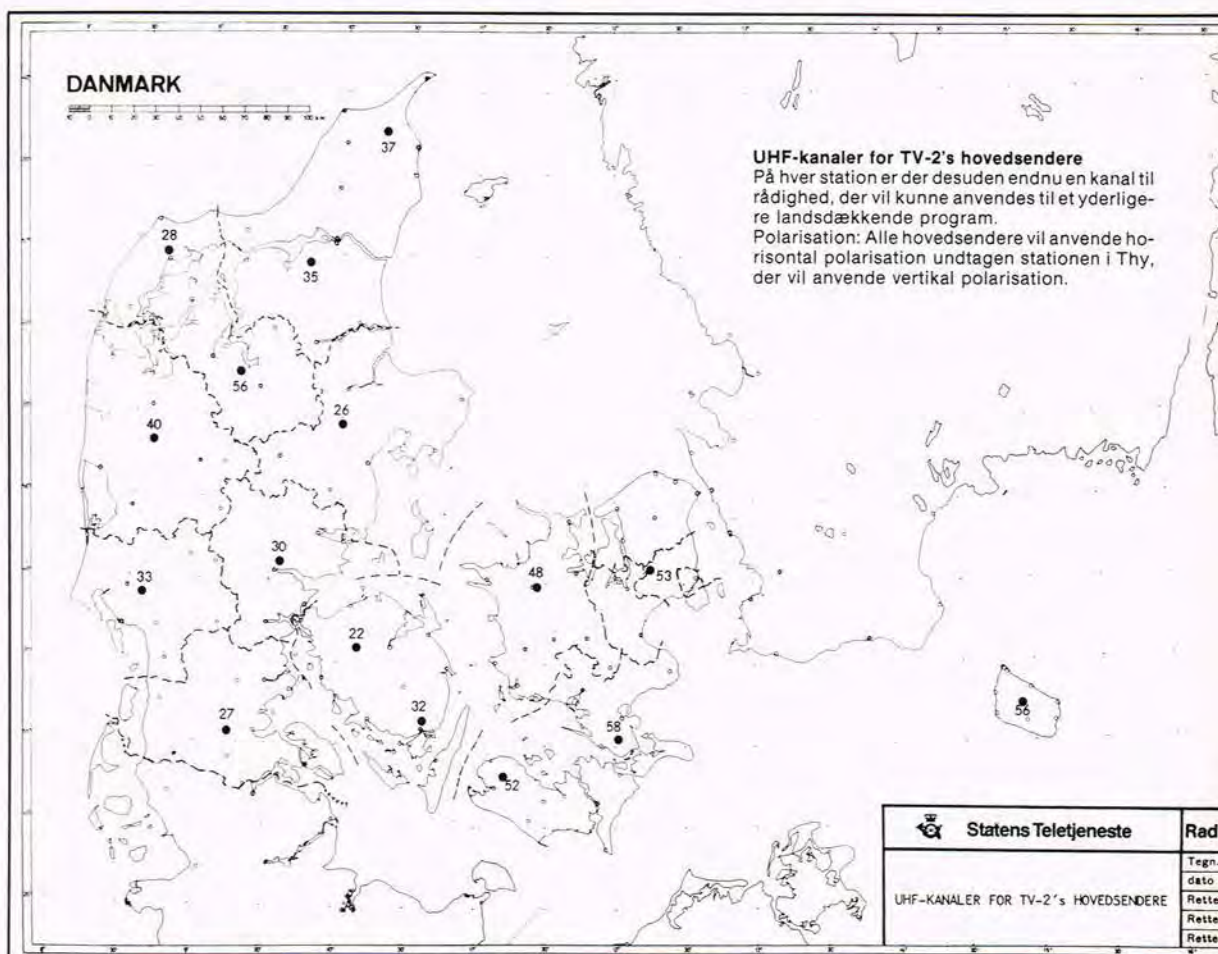 DANMARK
UHF-kanaler for TV-2's hovedsendere
På hver station er der desuden endnu en kanal til
rådighed, der vil kunne anvendes til et yderlige-
re landsdækkende program.
Polarisation: Alle hovedsendere vil anvende ho-
risontal polarisation undtagen stationen i Thy,
der vil anvende vertikal polarisation.
37
28
35
56
26
40
30
48
53
33
22
27
32
58
56
52
Statens Teletjeneste
Rad
UHF-KANALER FOR TV-2's HOVEDSENDERE
Tegn.
dato
Rette
Rette
Rette